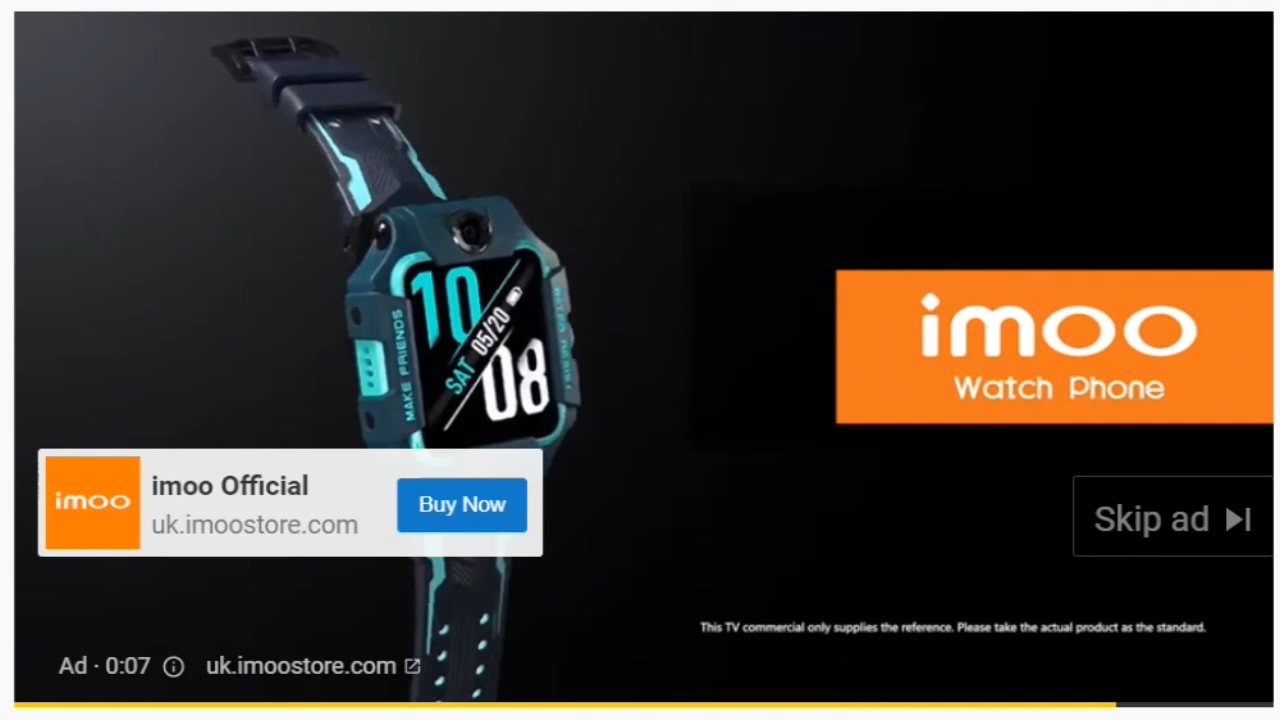 MAKE FRIENDS
10
SAT 05/20
08
imoo
Watch Phone
imoo
imoo Official
uk.imoostore.com
Buy Now
Skip ad
This TV commercial only supplies the reference. Please take the actual product as the standard.
Ad · 0:07
uk.imoostore.com